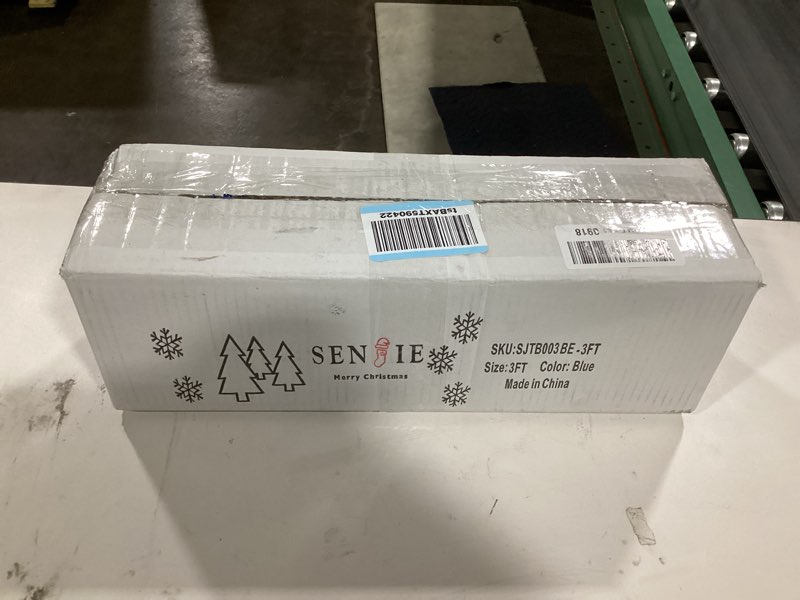 tsBAXT590422
0918
SENJIE
Merry Christmas
SKU:SJTB003BE-3FT
Size:3FT Color: Blue
Made in China